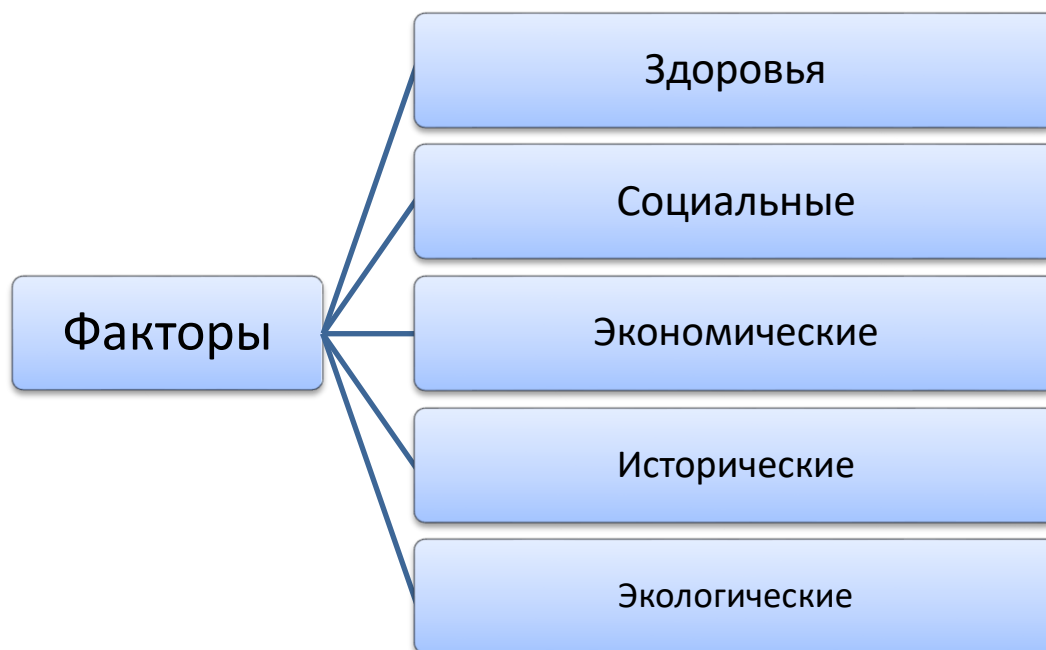 Здоровья
Социальные
Факторы
Экономические
Исторические
Экологические